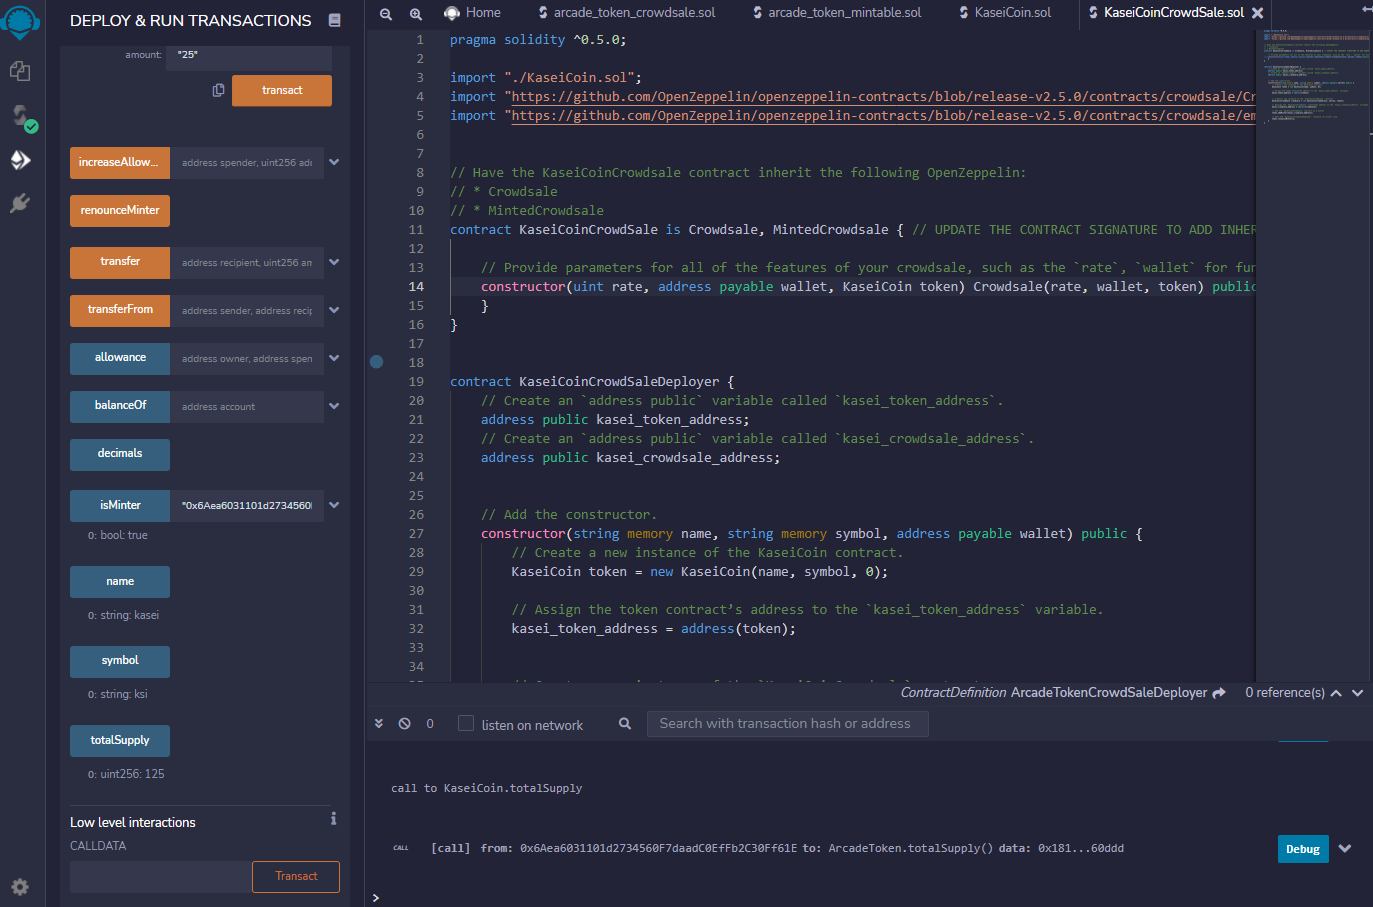 DEPLOY & RUN TRANSACTIONS
amount: "25"
transact
increaseAllow... address spender, uint256 adc
renounceMinter
transfer address recipient, uint256 am
transferFrom address sender, address recip
allowance address owner, address spen
balanceOf address account
decimals
isMinter "0x6Aea6031101d2734560
0: bool: true
name
0: string: kasei
symbol
0: string: ksi
totalSupply
0: uint256: 125
Low level interactions
CALLDATA
Transact
Home arcade_token_crowdsale.sol arcade_token_mintable.sol KaseiCoin.sol KaseiCoinCrowdSale.sol
1 pragma solidity ^0.5.0;
2
3 import "./KaseiCoin.sol";
4 import "https://github.com/OpenZeppelin/openzeppelin-contracts/blob/release-v2.5.0/contracts/crowdsale/Cr
5 import "https://github.com/OpenZeppelin/openzeppelin-contracts/blob/release-v2.5.0/contracts/crowdsale/em
6
7
8 // Have the KaseiCoinCrowdsale contract inherit the following OpenZeppelin:
9 // * Crowdsale
10 // * MintedCrowdsale
11 contract KaseiCoinCrowdSale is Crowdsale, MintedCrowdsale { // UPDATE THE CONTRACT SIGNATURE TO ADD INHER
12
13 // Provide parameters for all of the features of your crowdsale, such as the `rate`, `wallet` for fun
14 constructor(uint rate, address payable wallet, KaseiCoin token) Crowdsale(rate, wallet, token) public
15 }
16 }
17
18
19 contract KaseiCoinCrowdSaleDeployer {
20 // Create an `address public` variable called `kasei_token_address`.
21 address public kasei_token_address;
22 // Create an `address public` variable called `kasei_crowdsale_address`.
23 address public kasei_crowdsale_address;
24
25
26 // Add the constructor.
27 constructor(string memory name, string memory symbol, address payable wallet) public {
28 // Create a new instance of the KaseiCoin contract.
29 KaseiCoin token = new KaseiCoin(name, symbol, 0);
30
31 // Assign the token contract’s address to the `kasei_token_address` variable.
32 kasei_token_address = address(token);
33
34
ContractDefinition ArcadeTokenCrowdSaleDeployer 0 reference(s)
0 listen on network Search with transaction hash or address
call to KaseiCoin.totalSupply
CALL [call] from: 0x6Aea6031101d2734560F7daadC0EfFb2C30Ff61E to: ArcadeToken.totalSupply() data: 0x181...60ddd Debug
>